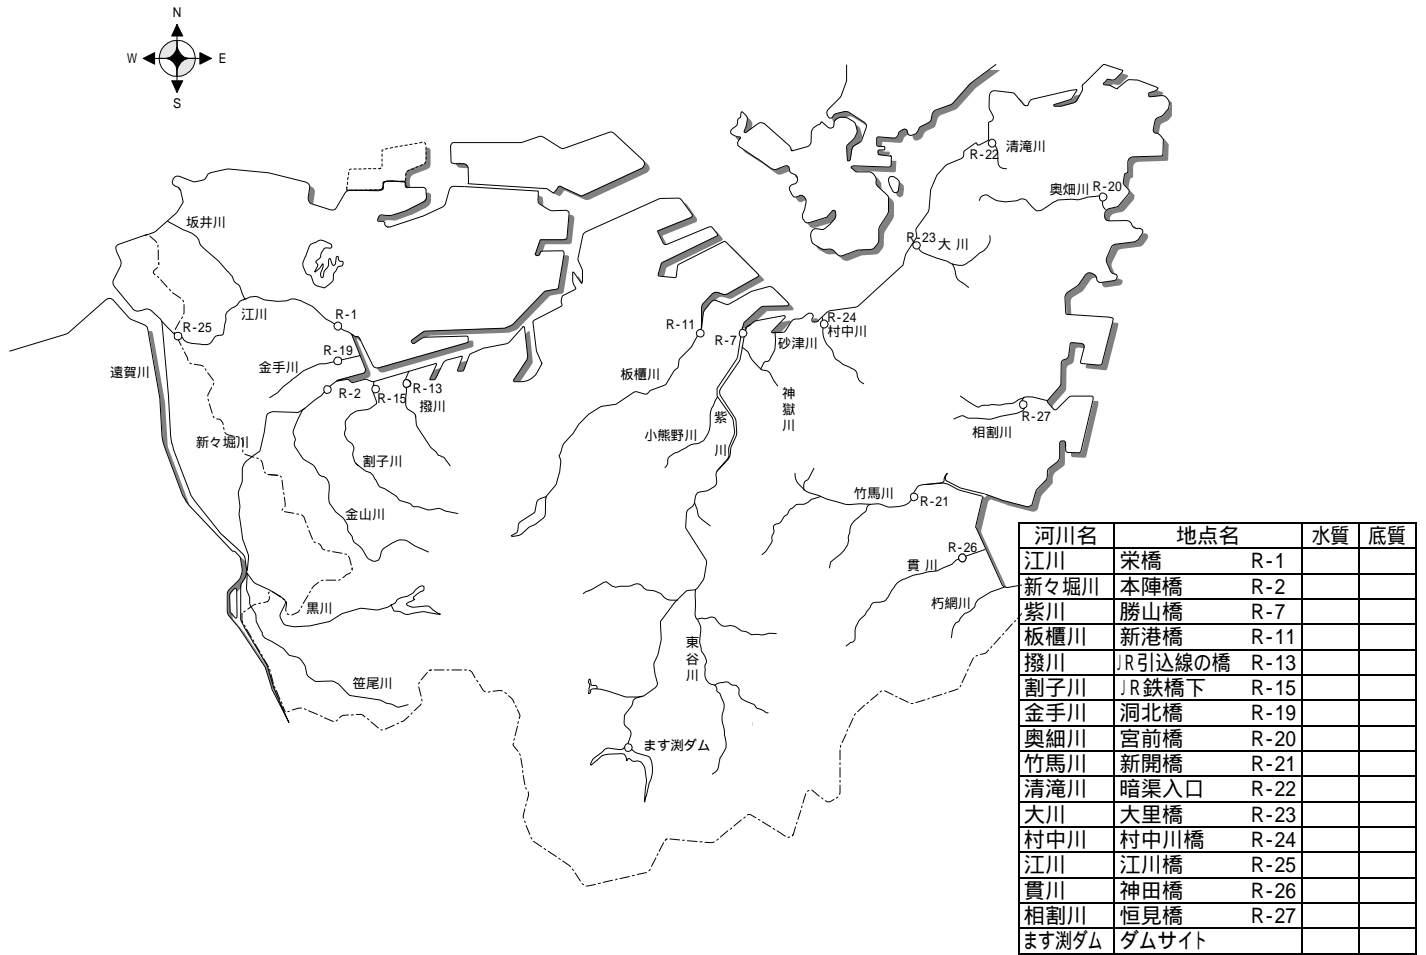 N
W E
S
坂井川
江川
R-1
R-25
金手川
R-19
遠賀川
R-2
R-15
R-13
撥川
新々堀川
割子川
金山川
黒川
笹尾川
R-11
R-7
板櫃川
小熊野川
紫川
神獄川
砂津川
R-24
村中川
R-22
清滝川
奥畑川
R-20
R-23
大川
R-27
相割川
竹馬川
R-21
R-26
貫川
朽網川
東谷川
ます渕ダム
河川名 地点名 水質 底質
江川 栄橋 R-1
新々堀川 本陣橋 R-2
紫川 勝山橋 R-7
板櫃川 新港橋 R-11
撥川 JR引込線の橋 R-13
割子川 JR鉄橋下 R-15
金手川 洞北橋 R-19
奥細川 宮前橋 R-20
竹馬川 新開橋 R-21
清滝川 暗渠入口 R-22
大川 大里橋 R-23
村中川 村中川橋 R-24
江川 江川橋 R-25
貫川 神田橋 R-26
相割川 恒見橋 R-27
ます渕ダム ダムサイト